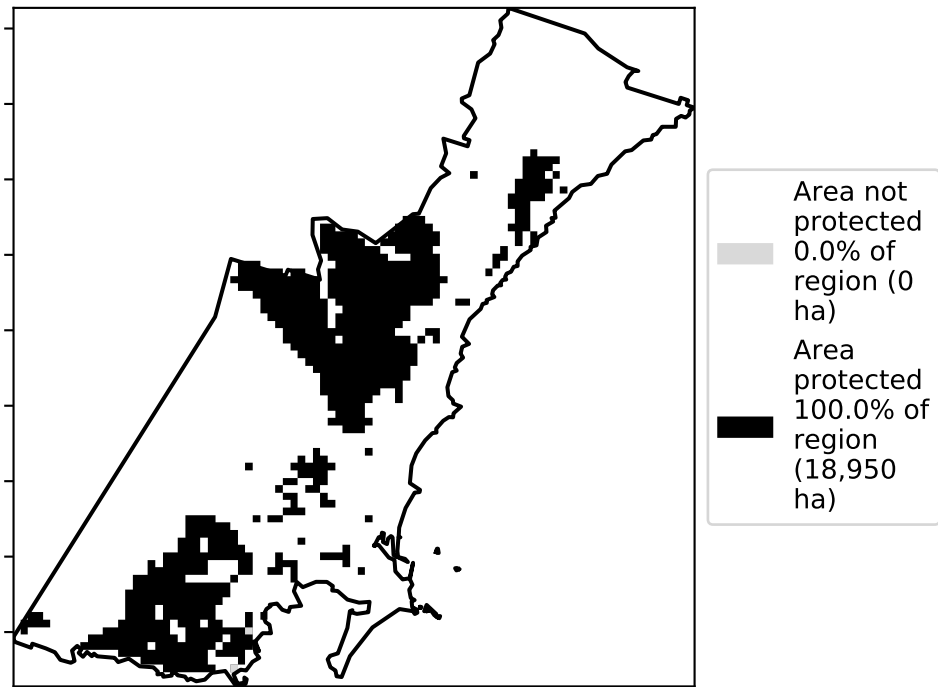 Area not
protected
0.0% of
region (0
ha)
Area
protected
100.0% of
region
(18,950
ha)